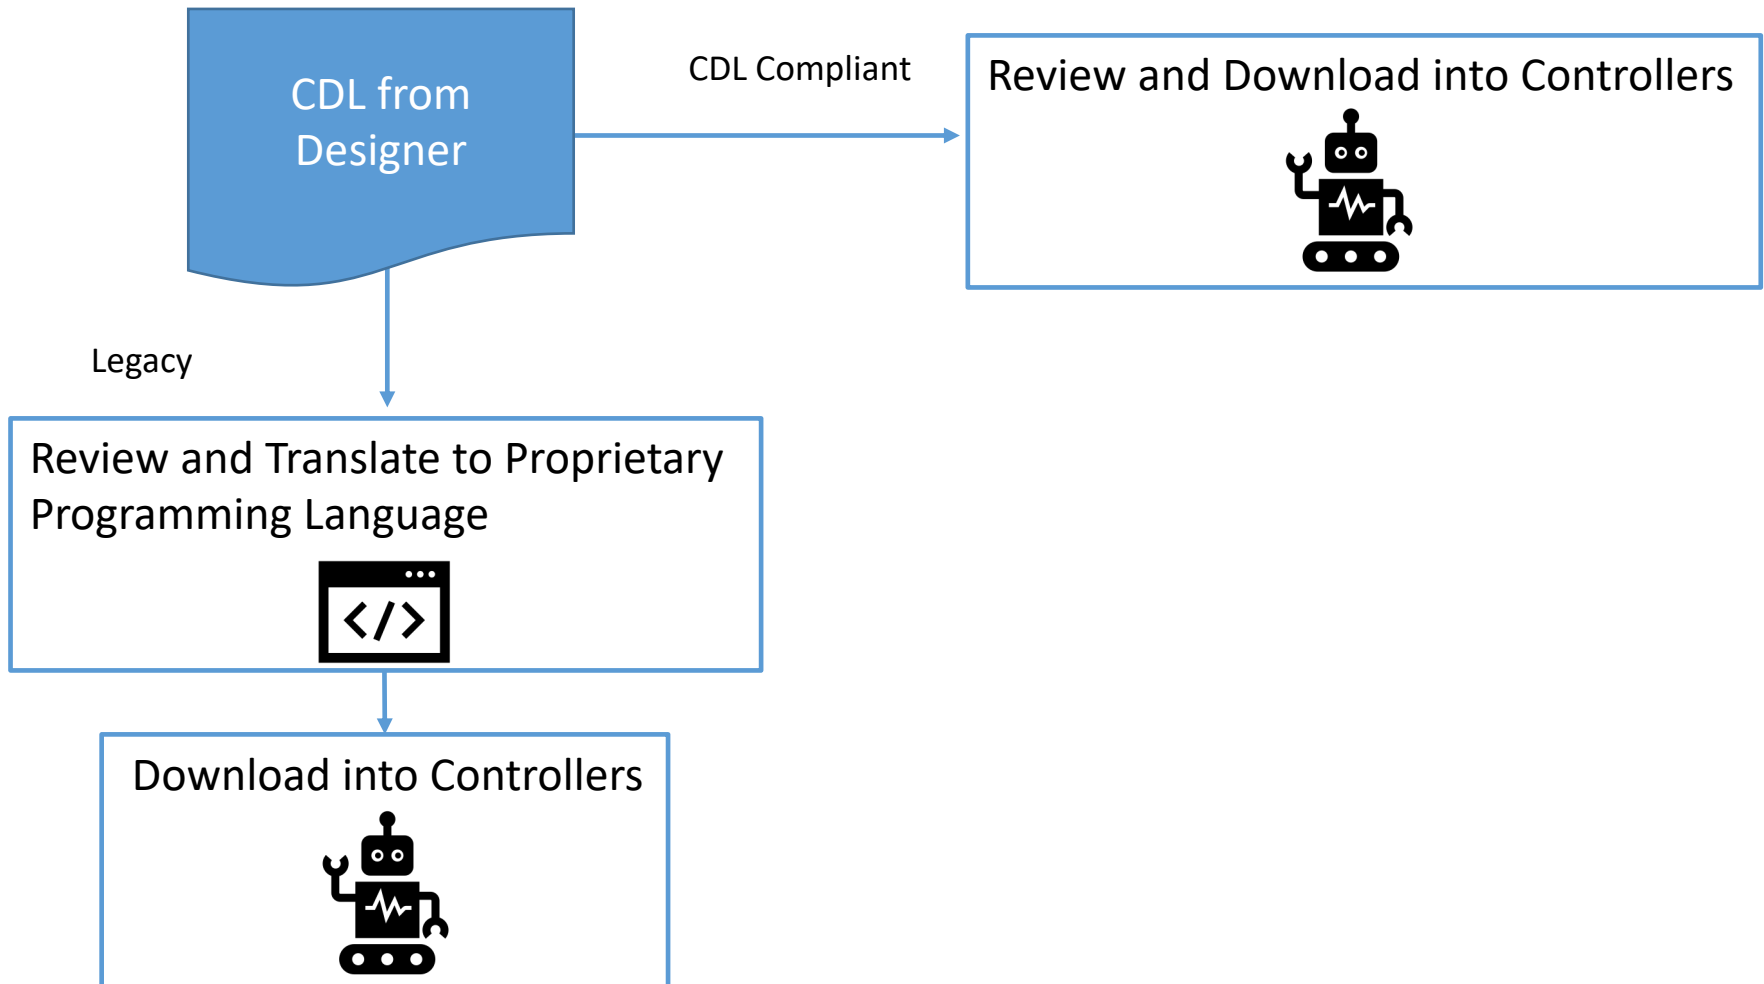 CDL from
Designer
CDL Compliant
Review and Download into Controllers
Legacy
Review and Translate to Proprietary
Programming Language
</>
Download into Controllers